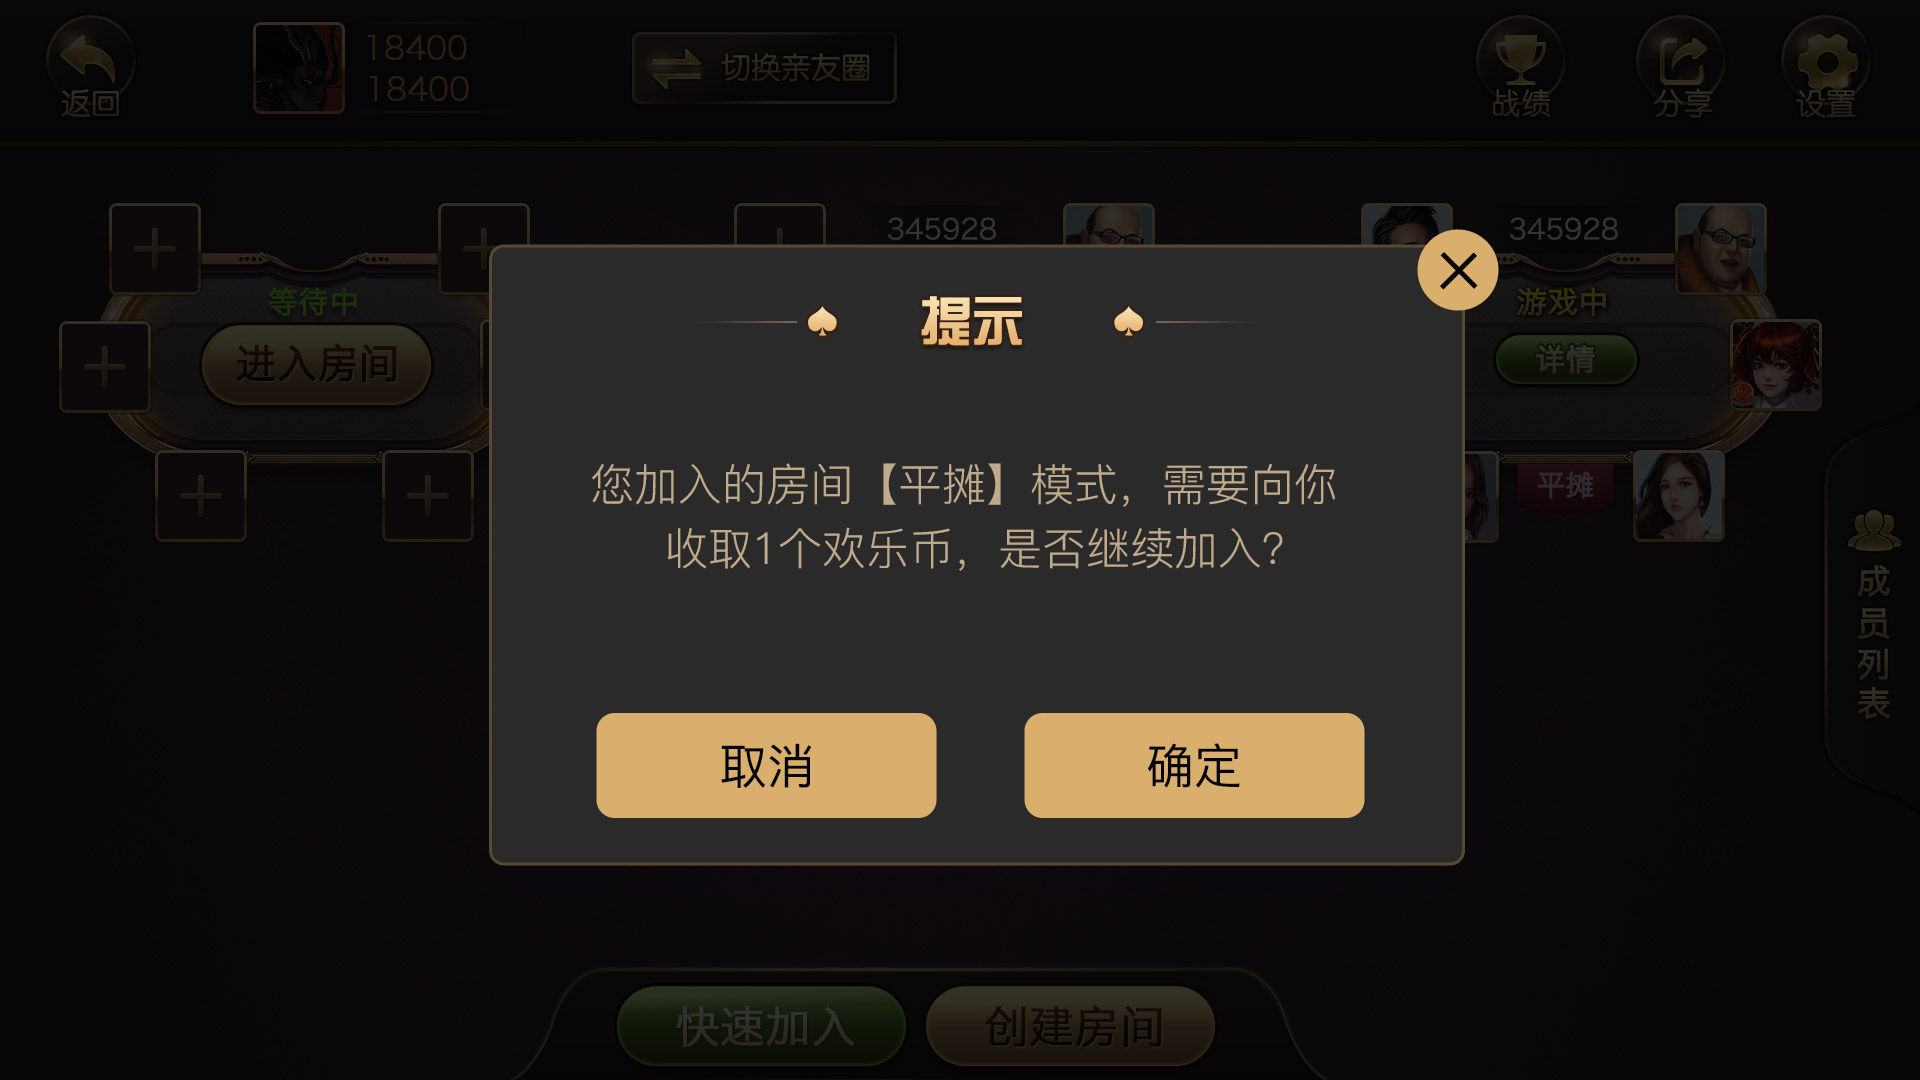 返回
18400
18400
切换亲友圈
战绩
分享
设置
345928
345928
等待中
进入房间
游戏中
详情
平摊
提示
您加入的房间【平摊】模式，需要向你
收取1个欢乐币，是否继续加入？
取消
确定
成员列表
快速加入
创建房间